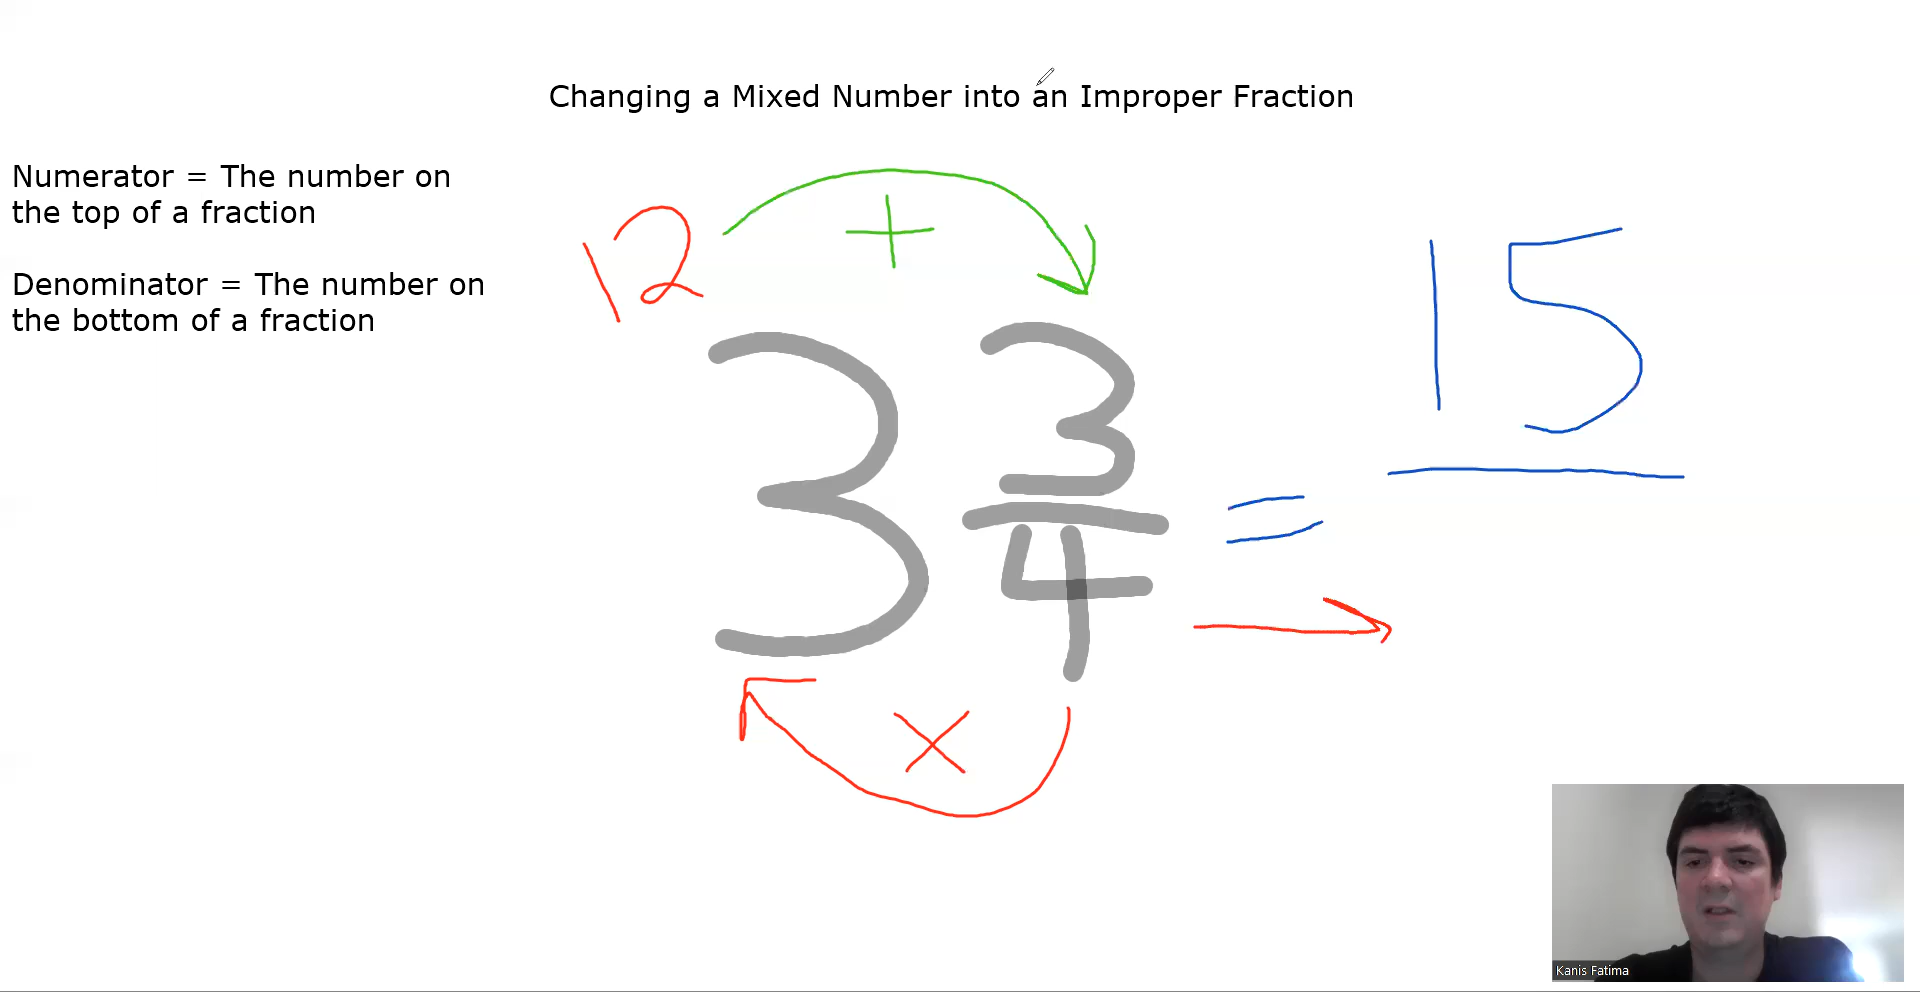 Changing a Mixed Number into an Improper Fraction
Numerator = The number on
the top of a fraction
Denominator = The number on
the bottom of a fraction
12 +
3 3/4 = 15
×
Kanis Fatima